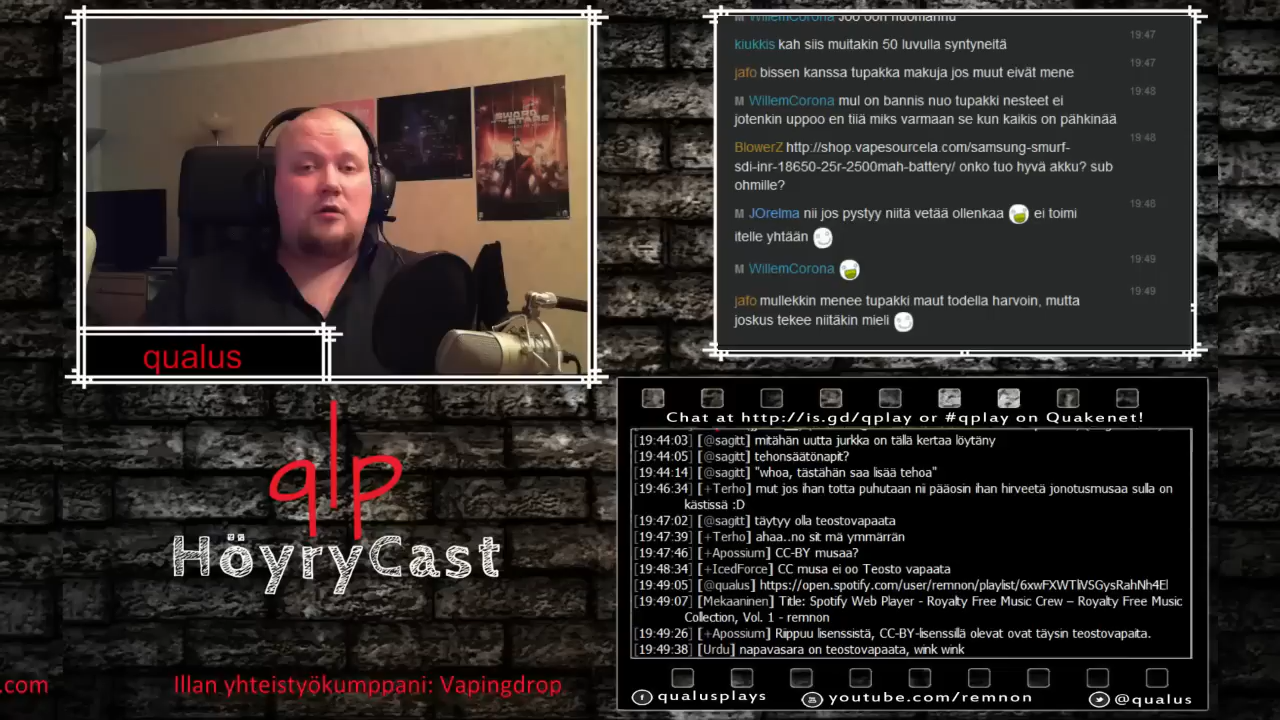 SWORD
STARS
qualus
qlp
HöyryCast
.com
Illan yhteistyökumppani: Vapingdrop
M WillemCorona Joo oon huomannu
19:47
kiukkis kah siis muitakin 50 luvulla syntyneitä
19:47
jafo bissen kanssa tupakka makuja jos muut eivät mene
19:48
M WillemCorona mul on bannis nuo tupakki nesteet ei
jotenkin uppoo en tiiä miks varmaan se kun kaikis on pähkinää
19:48
BlowerZ http://shop.vapesourcela.com/samsung-smurf-
sdi-inr-18650-25r-2500mah-battery/ onko tuo hyvä akku? sub
ohmille?
19:48
M JOrelma nii jos pystyy niitä vetää ollenkaa ei toimi
itelle yhtään
19:49
M WillemCorona
19:49
jafo mullekkin menee tupakki maut todella harvoin, mutta
joskus tekee niitäkin mieli
Chat at http://is.gd/qplay or #qplay on Quakenet!
[19:44:03] [@sagitt] mitähän uutta jurkka on tällä kertaa löytäny
[19:44:05] [@sagitt] tehonsäätönapit?
[19:44:14] [@sagitt] "whoa, tästähän saa lisää tehoa"
[19:46:34] [+Terho] mut jos ihan totta puhutaan nii pääosin ihan hirveetä jonotusmusaa sulla on
kästissä :D
[19:47:02] [@sagitt] täytyy olla teostovapaata
[19:47:39] [+Terho] ahaa..no sit mä ymmärrän
[19:47:46] [+Apossium] CC-BY musaa?
[19:48:34] [+IcedForce] CC musa ei oo Teosto vapaata
[19:49:05] [@qualus] https://open.spotify.com/user/remnon/playlist/6xwFXWTliVSGysRahNh4El
[19:49:07] [Mekaaninen] Title: Spotify Web Player - Royalty Free Music Crew – Royalty Free Music
Collection, Vol. 1 - remnon
[19:49:26] [+Apossium] Riippuu lisenssistä, CC-BY-lisenssillä olevat ovat täysin teostovapaita.
[19:49:38] [Urdu] napavasara on teostovapaata, wink wink
qualusplays
youtube.com/remnon
@qualus